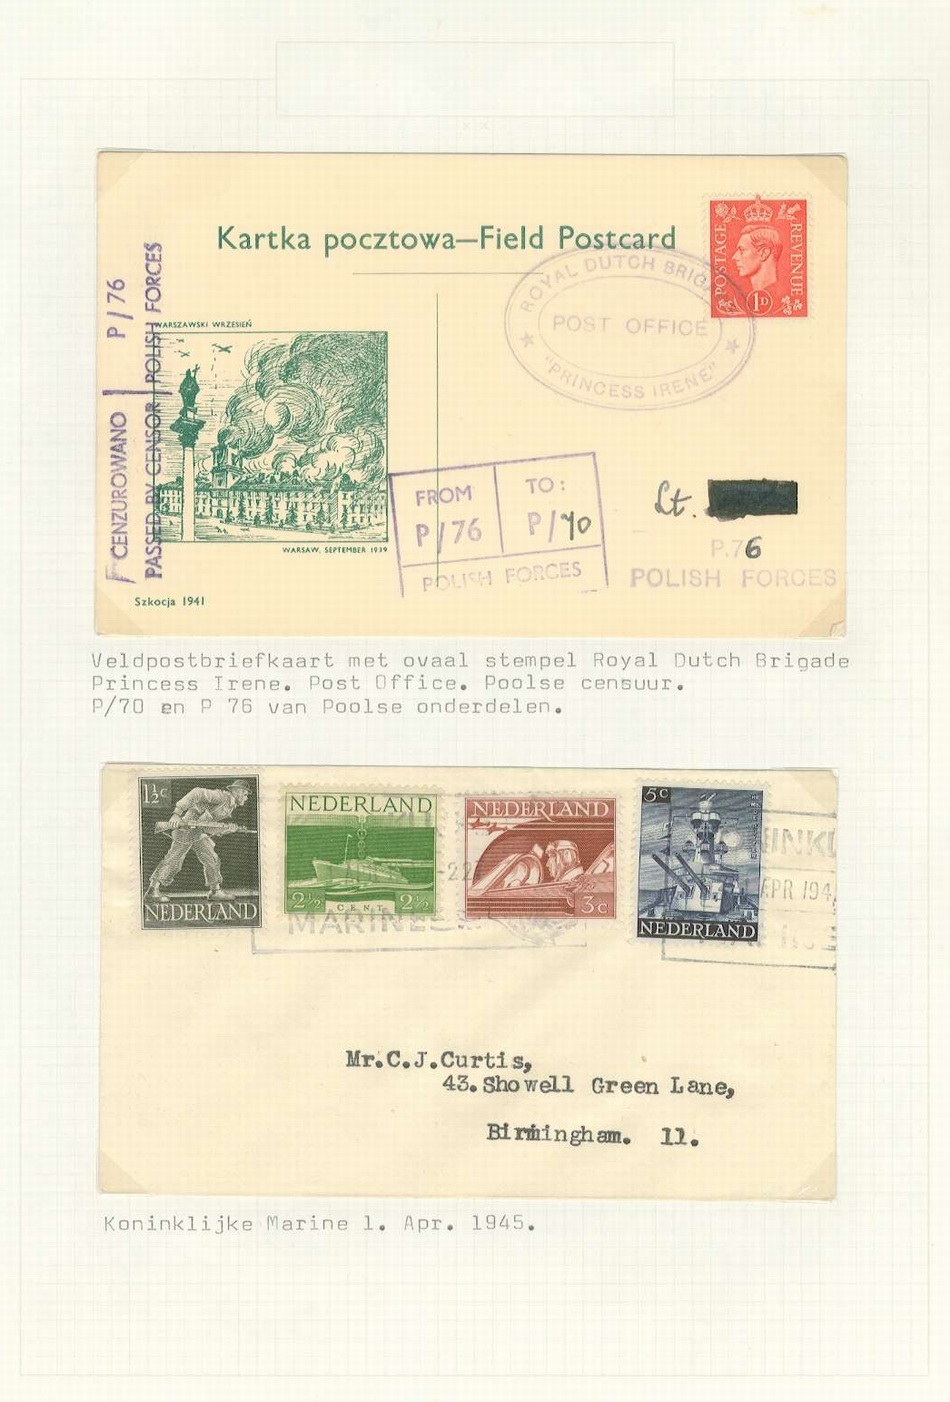 Kartka pocztowa—Field Postcard
POSTAGE
REVENUE
1D
ROYAL DUTCH BRIGADE
POST OFFICE
"PRINCESS IRENE"
CENZUROWANO P/76
PASSED BY CENSOR POLISH FORCES
WARSZAWSKI WRZESIEŃ
WARSAW, SEPTEMBER 1939
Szkocja 1941
FROM
P/76
TO:
P/70
POLISH FORCES
Lt.
P.76
POLISH FORCES
Veldpostbriefkaart met ovaal stempel Royal Dutch Brigade
Princess Irene. Post Office. Poolse censuur.
P/70 en P 76 van Poolse onderdelen.
1½c
NEDERLAND
NEDERLAND
2½ CENT 2½
NEDERLAND
3c
5c
NEDERLAND
MARINE
APR 194
Mr.C.J.Curtis,
43.Showell Green Lane,
Birmingham. 11.
Koninklijke Marine 1. Apr. 1945.